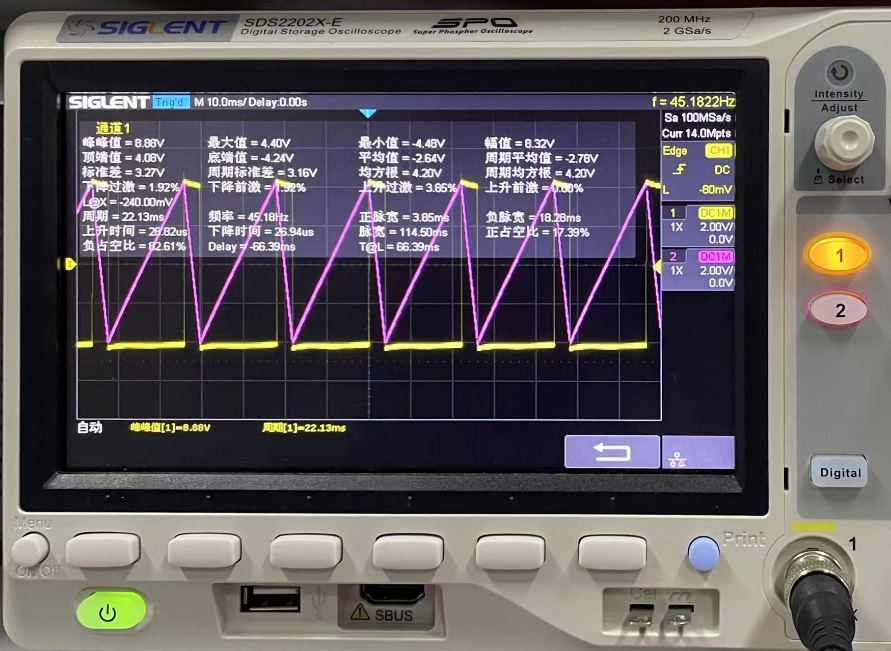 SIGLENT SDS2202X-E
Digital Storage Oscilloscope
SPO
Super Phosphor Oscilloscope
200 MHz
2 GSa/s
SIGLENT Trig'd M 10.0ms/ Delay:0.00s f = 45.1822Hz
Sa 100MSa/s
Curr 14.0Mpts
Edge CH1
DC
L -80mV
1 DC1M
1X 2.00V/
0.0V
2 DC1M
1X 2.00V/
0.0V
通道1
峰峰值 = 8.88V 最大值 = 4.40V 最小值 = -4.48V 幅值 = 8.32V
顶端值 = 4.08V 底端值 = -4.24V 平均值 = -2.64V 周期平均值 = -2.78V
标准差 = 3.27V 周期标准差 = 3.16V 均方根 = 4.20V 周期均方根 = 4.20V
下降过激 = 1.92% 下降前激 = 上升过激 = 3.85% 上升前激 =
L@X = -240.00mV
周期 = 22.13ms 频率 = 45.18Hz 正脉宽 = 3.85ms 负脉宽 = 18.28ms
上升时间 = 26.82us 下降时间 = 26.94us 脉宽 = 114.50ms 正占空比 = 17.39%
负占空比 = 82.61% Delay = -66.39ms T@L = 66.39ms
1
自动 峰峰值[1]=8.88V 周期[1]=22.13ms
Intensity
Adjust
Select
1
2
Digital
Menu
ON/OFF
Print
SBUS
Cal
1
X